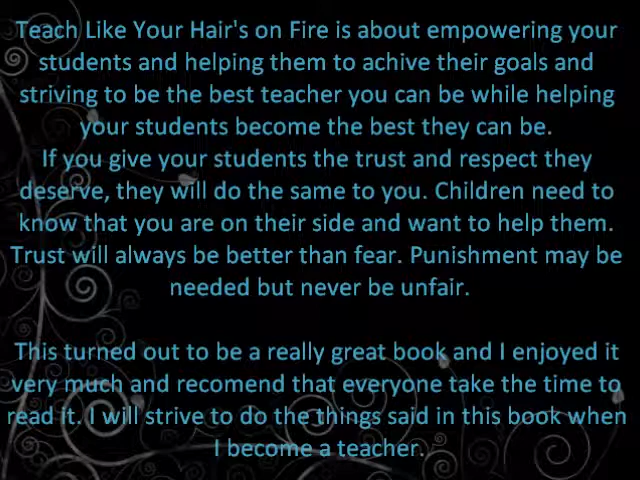 Teach Like Your Hair's on Fire is about empowering your
students and helping them to achive their goals and
striving to be the best teacher you can be while helping
your students become the best they can be.
If you give your students the trust and respect they
deserve, they will do the same to you. Children need to
know that you are on their side and want to help them.
Trust will always be better than fear. Punishment may be
needed but never be unfair.
This turned out to be a really great book and I enjoyed it
very much and recomend that everyone take the time to
read it. I will strive to do the things said in this book when
I become a teacher.